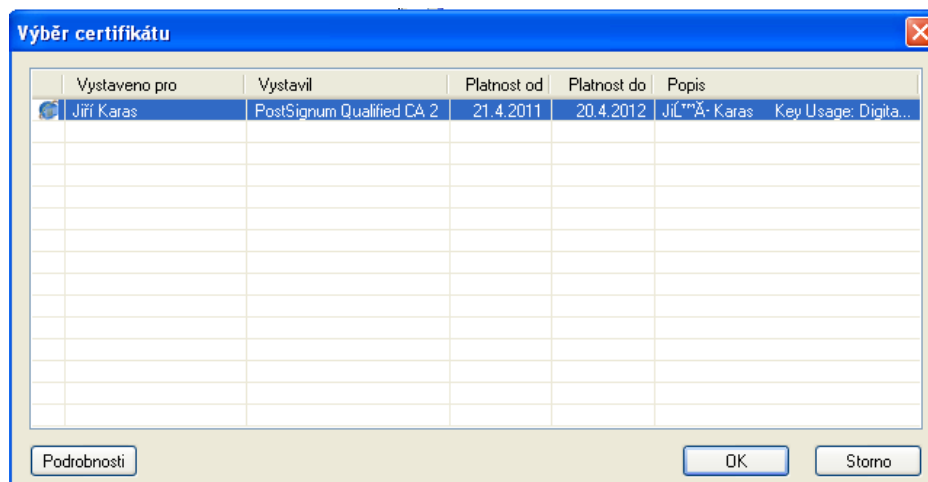 Výběr certifikátu
Vystaveno pro Vystavil Platnost od Platnost do Popis
Jiří Karas PostSignum Qualified CA 2 21.4.2011 20.4.2012 JiĹ™Ă- Karas Key Usage: Digita...
Podrobnosti OK Storno